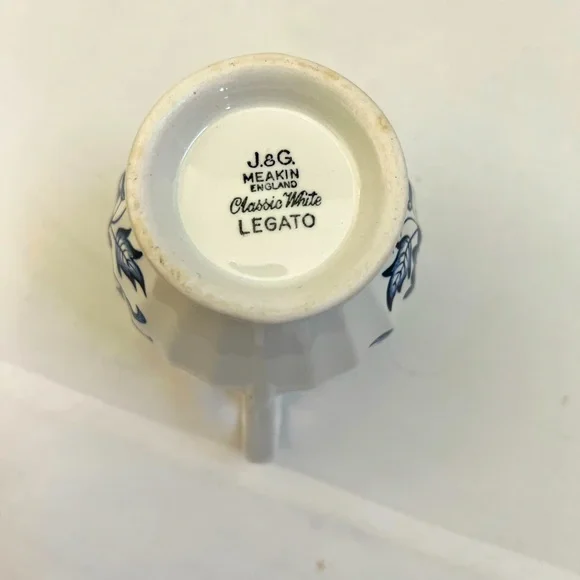 J.&G.
MEAKIN
ENGLAND
Classic White
LEGATO